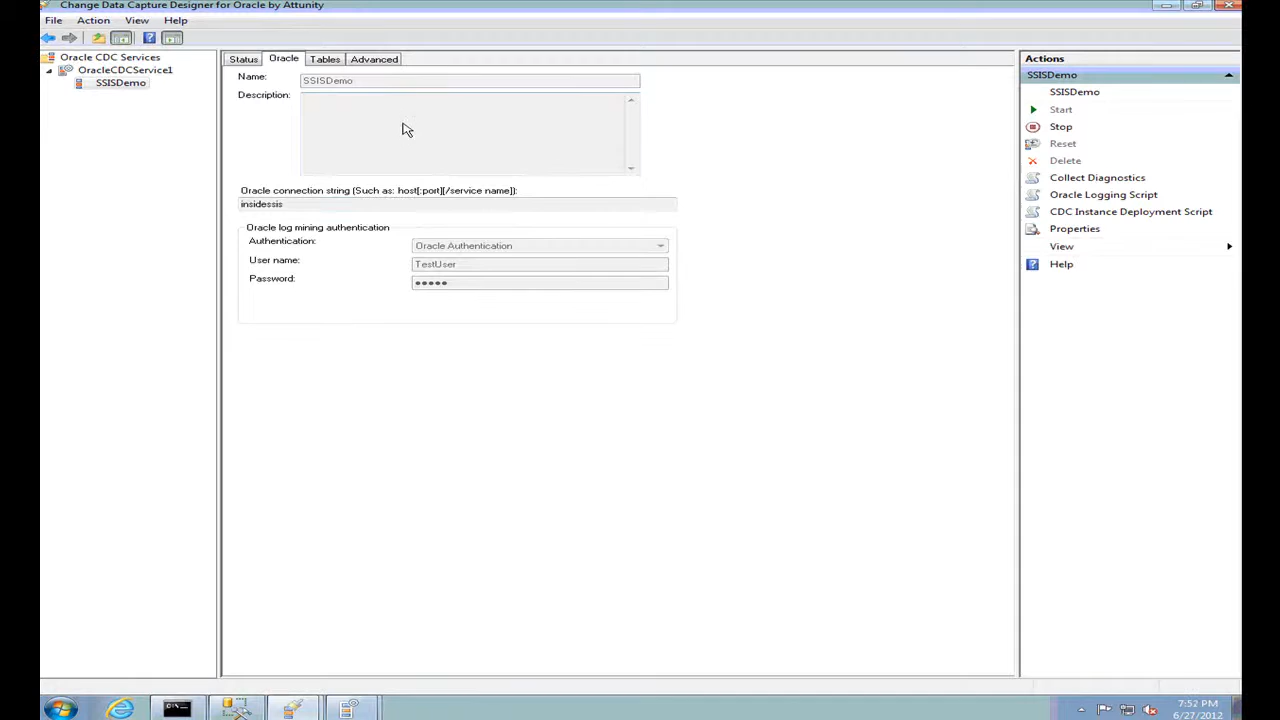 Change Data Capture Designer for Oracle by Attunity
File Action View Help
Oracle CDC Services
OracleCDCService1
SSISDemo
Status Oracle Tables Advanced
Name: SSISDemo
Description:
Oracle connection string (Such as: host[:port][/service name]):
insidessis
Oracle log mining authentication
Authentication: Oracle Authentication
User name: TestUser
Password: •••••
Actions
SSISDemo
SSISDemo
Start
Stop
Reset
Delete
Collect Diagnostics
Oracle Logging Script
CDC Instance Deployment Script
Properties
View
Help
7:52 PM
6/27/2012